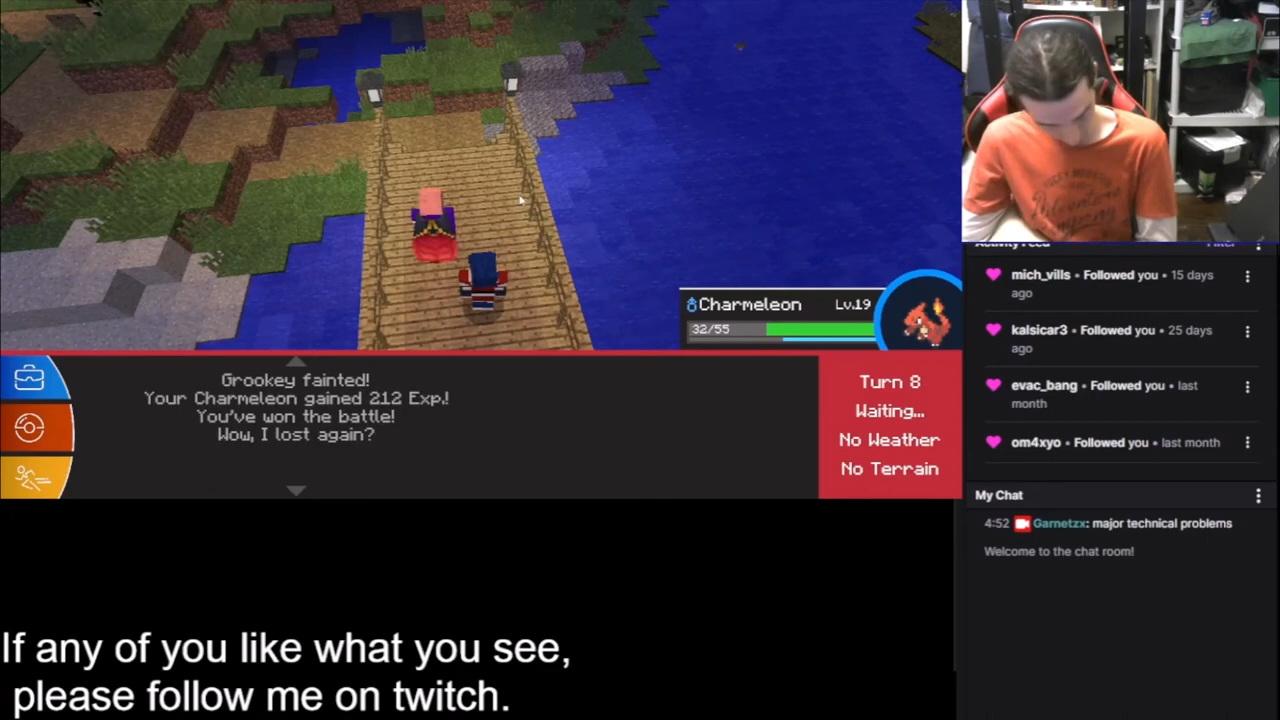 Charmeleon Lv.19
32/55
Grookey fainted!
Your Charmeleon gained 212 Exp.!
You've won the battle!
Wow, I lost again?
Turn 8
Waiting...
No Weather
No Terrain
If any of you like what you see,
please follow me on twitch.
Activity Feed Filter
mich_vills • Followed you • 15 days
ago
kalsicar3 • Followed you • 25 days
ago
evac_bang • Followed you • last
month
om4xyo • Followed you • last month
My Chat
4:52 Garnetzx: major technical problems
Welcome to the chat room!